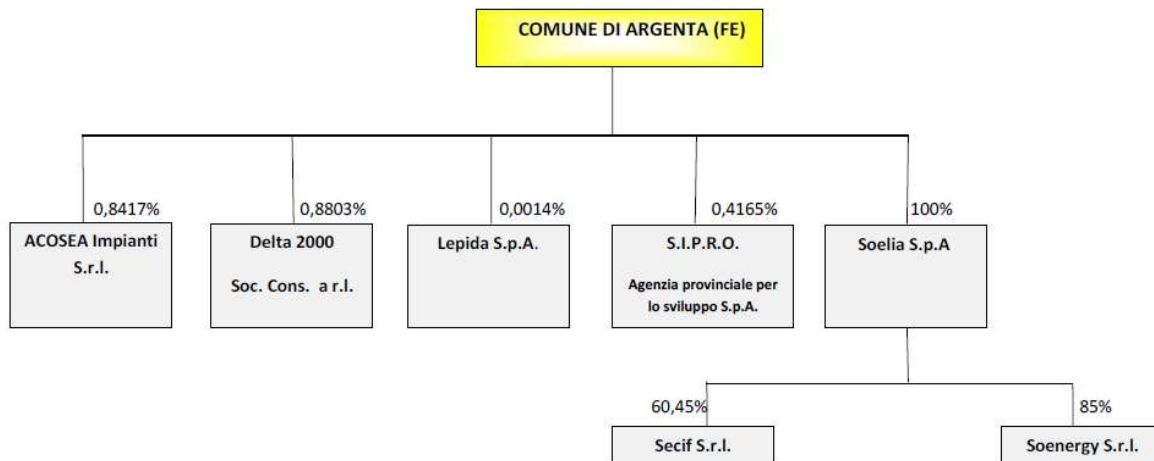 COMUNE DI ARGENTA (FE)
0,8417%
0,8803%
0,0014%
0,4165%
100%
ACOSEA Impianti
S.r.l.
Delta 2000
Soc. Cons. a r.l.
Lepida S.p.A.
S.I.P.R.O.
Agenzia provinciale per
lo sviluppo S.p.A.
Soelia S.p.A
60,45%
85%
Secif S.r.l.
Soenergy S.r.l.